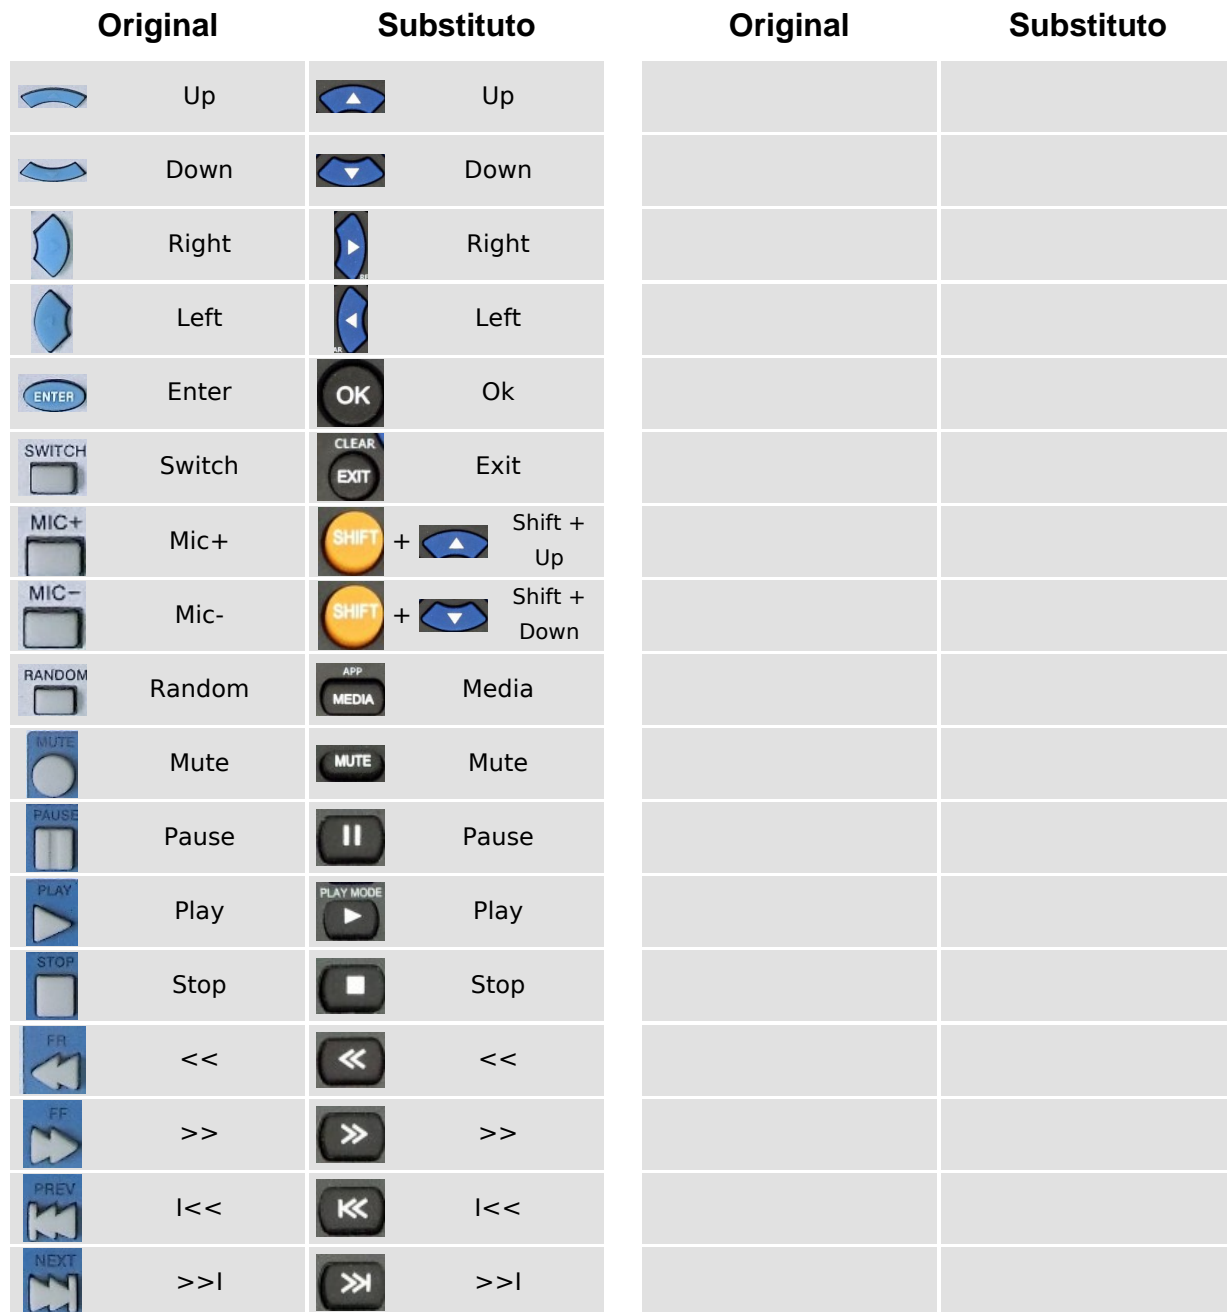 Original Substituto Original Substituto
Up Up
Down Down
Right Right
Left Left
ENTER Enter OK Ok
SWITCH Switch CLEAR EXIT Exit
MIC+ Mic+ SHIFT + Shift + Up
MIC- Mic- SHIFT + Shift + Down
RANDOM Random APP MEDIA Media
MUTE Mute MUTE Mute
PAUSE Pause Pause
PLAY Play PLAY MODE Play
STOP Stop Stop
FR << <<
FF >> >>
PREV I<< I<<
NEXT >>I >>I